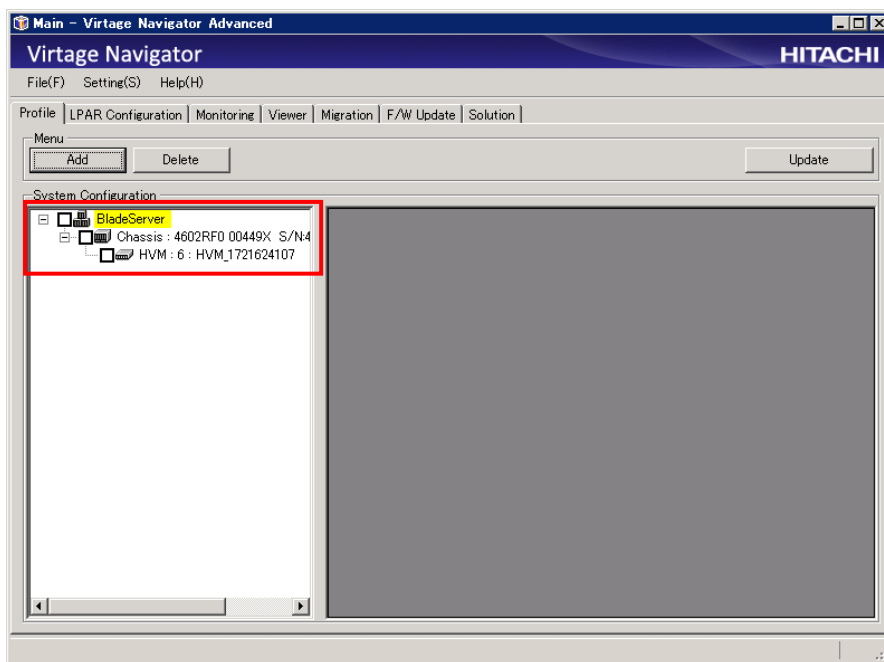 Main - Virtage Navigator Advanced
Virtage Navigator
HITACHI
File(F) Setting(S) Help(H)
Profile LPAR Configuration Monitoring Viewer Migration F/W Update Solution
Menu
Add Delete Update
System Configuration
BladeServer
Chassis : 4602RF0 00449X S/N:4
HVM : 6 : HVM_1721624107